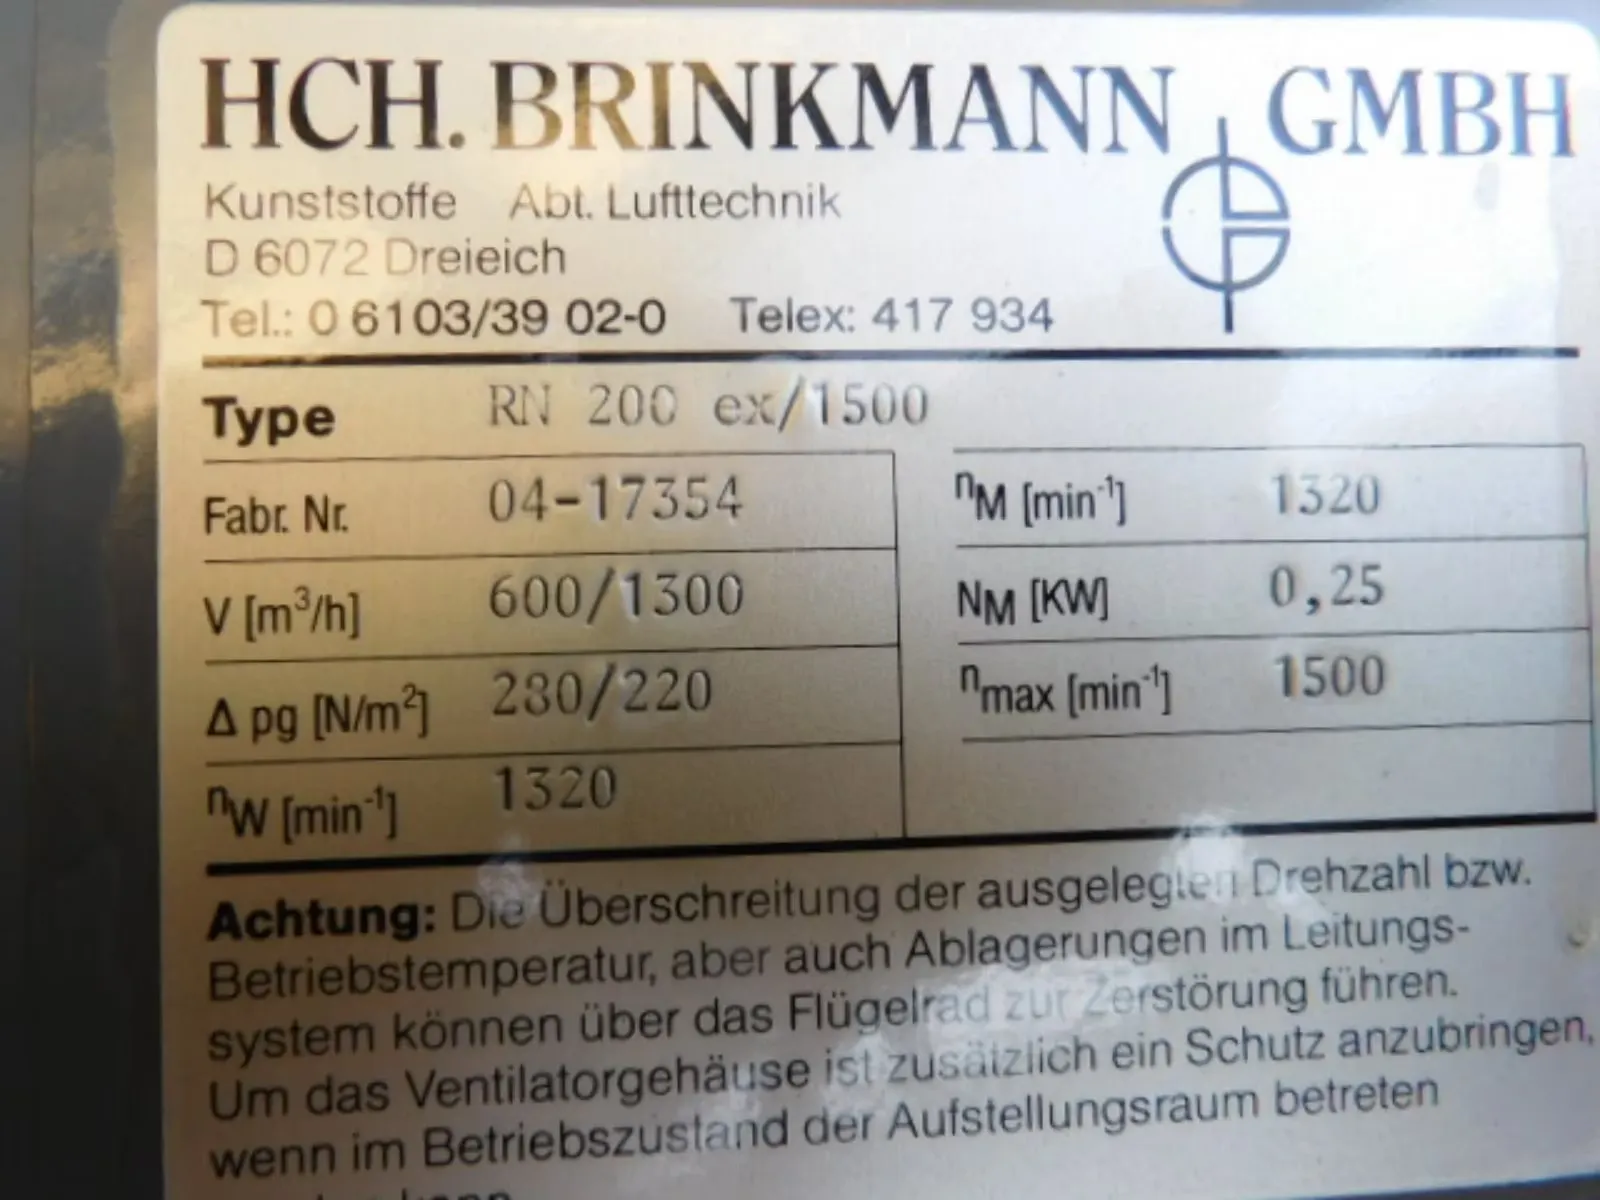 HCH. BRINKMANN GMBH
Kunststoffe Abt. Lufttechnik
D 6072 Dreieich
Tel.: 0 6103/39 02-0 Telex: 417 934
Type RN 200 ex/1500
Fabr. Nr. 04-17354
V [m³/h] 600/1300
Δ pg [N/m²] 280/220
nW [min⁻¹] 1320
nM [min⁻¹] 1320
NM [KW] 0,25
nmax [min⁻¹] 1500
Achtung: Die Überschreitung der ausgelegten Drehzahl bzw.
Betriebstemperatur, aber auch Ablagerungen im Leitungs-
system können über das Flügelrad zur Zerstörung führen.
Um das Ventilatorgehäuse ist zusätzlich ein Schutz anzubringen,
wenn im Betriebszustand der Aufstellungsraum betreten